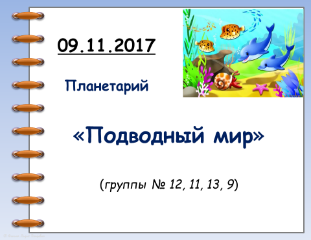 09.11.2017
Планетарий
«Подводный мир»
(группы № 12, 11, 13, 9)